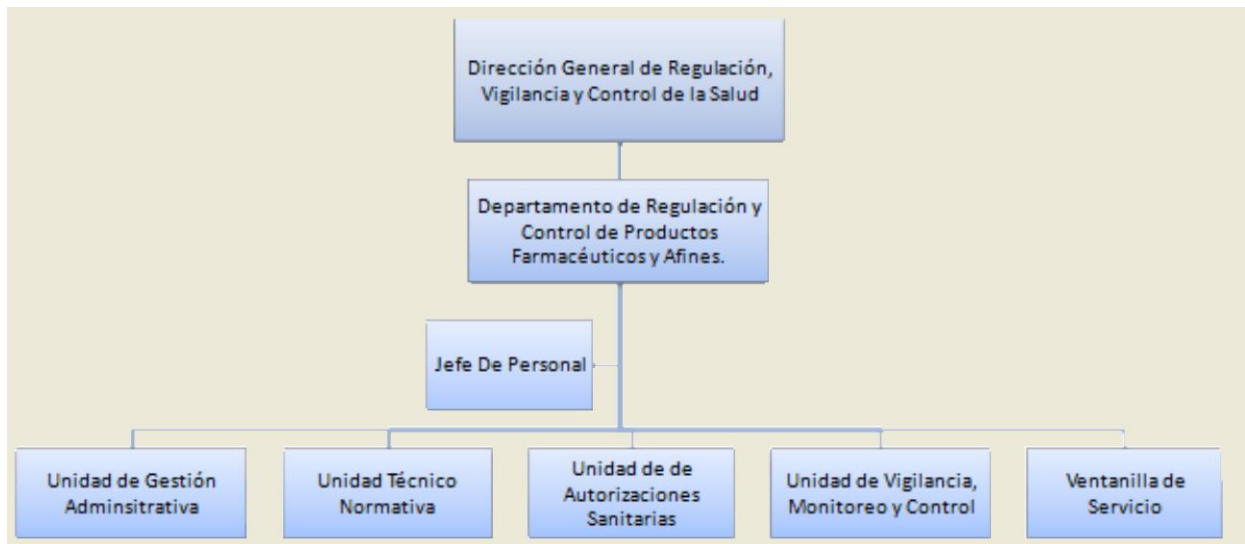 Dirección General de Regulación,
Vigilancia y Control de la Salud
Departamento de Regulación y
Control de Productos
Farmacéuticos y Afines.
Jefe De Personal
Unidad de Gestión
Adminsitrativa
Unidad Técnico
Normativa
Unidad de de
Autorizaciones
Sanitarias
Unidad de Vigilancia,
Monitoreo y Control
Ventanilla de
Servicio